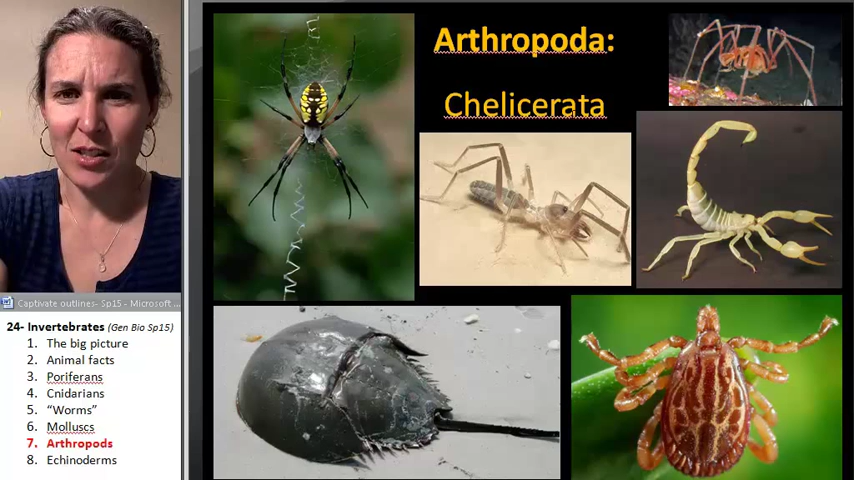 Arthropoda:
Chelicerata
Captivate outlines- Sp15 - Microsoft ...
24- Invertebrates (Gen Bio Sp15)
1. The big picture
2. Animal facts
3. Poriferans
4. Cnidarians
5. “Worms”
6. Molluscs
7. Arthropods
8. Echinoderms